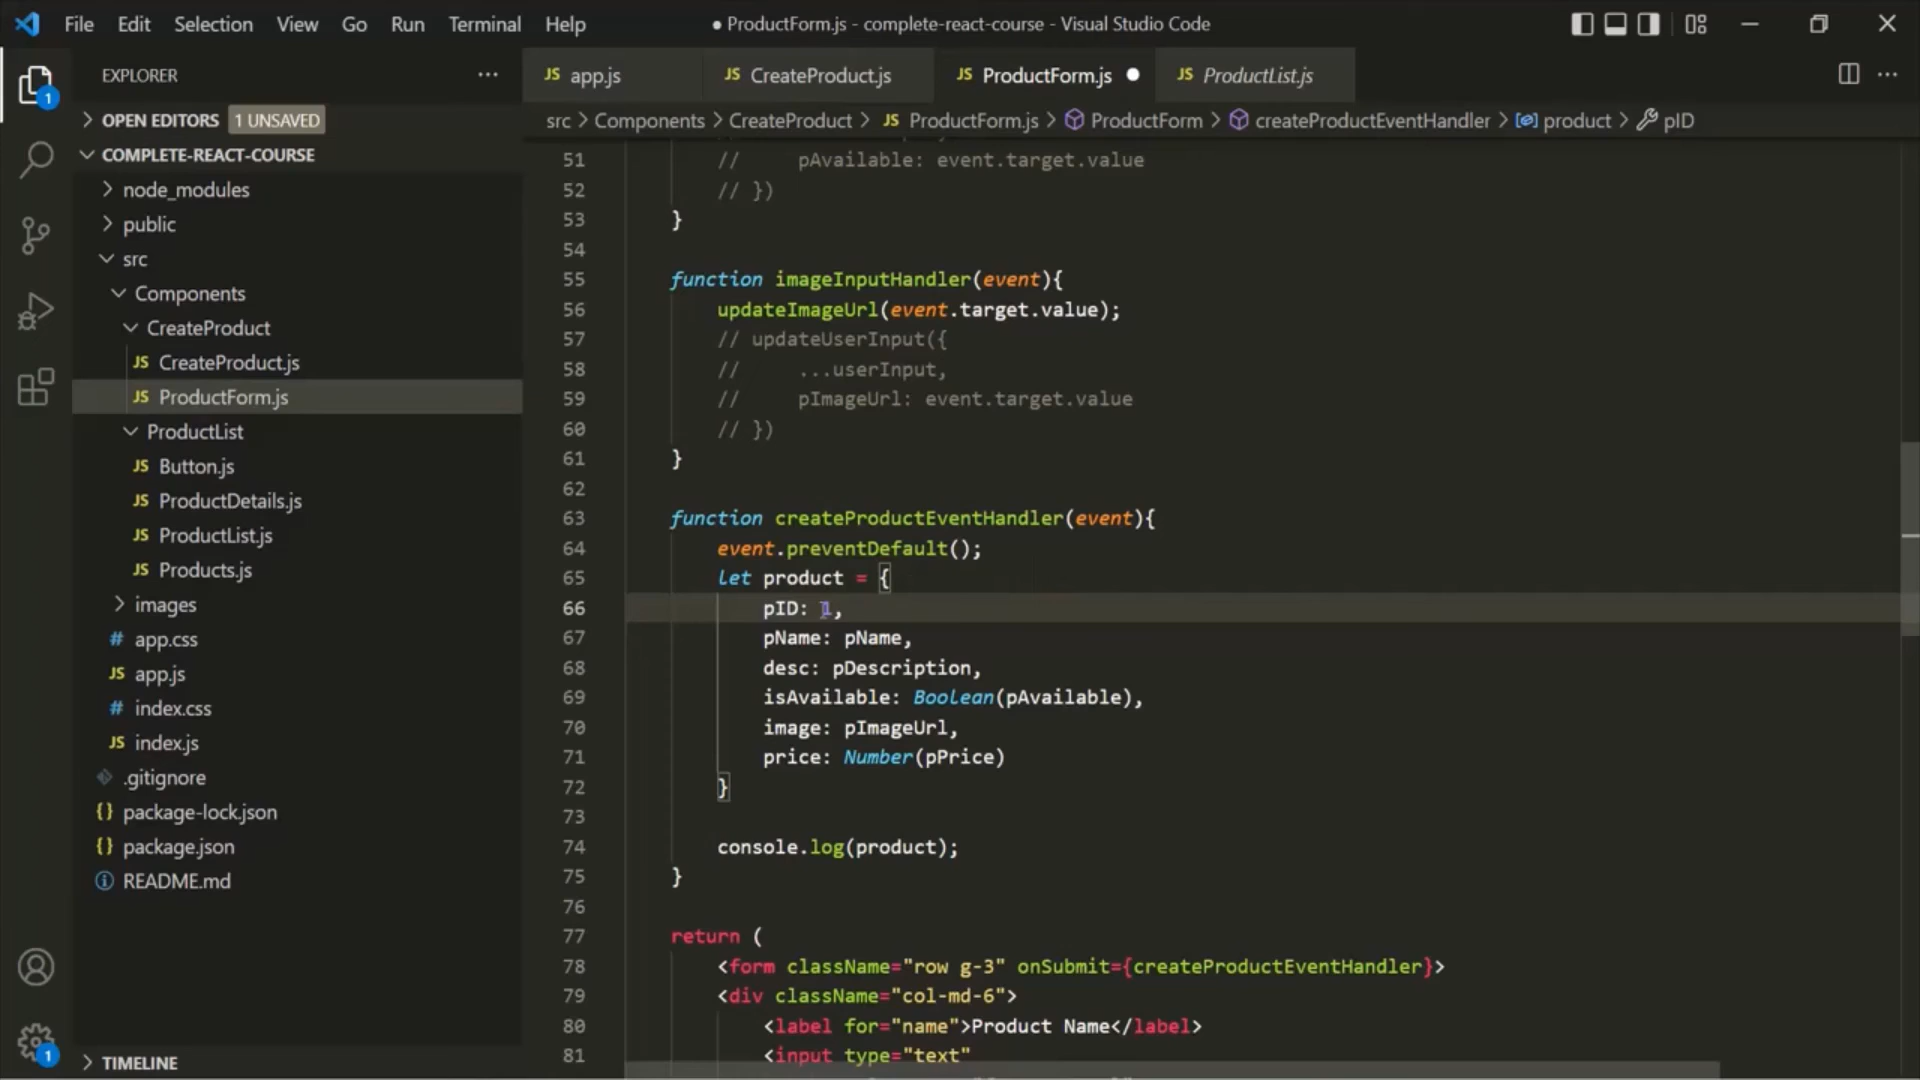 File Edit Selection View Go Run Terminal Help
● ProductForm.js - complete-react-course - Visual Studio Code
EXPLORER
JS app.js
JS CreateProduct.js
JS ProductForm.js
JS ProductList.js
src > Components > CreateProduct > JS ProductForm.js > ProductForm > createProductEventHandler > product > pID
1
OPEN EDITORS 1 UNSAVED
COMPLETE-REACT-COURSE
node_modules
public
src
Components
CreateProduct
JS CreateProduct.js
JS ProductForm.js
ProductList
JS Button.js
JS ProductDetails.js
JS ProductList.js
JS Products.js
images
# app.css
JS app.js
# index.css
JS index.js
.gitignore
{} package-lock.json
{} package.json
README.md
1
TIMELINE
51 // pAvailable: event.target.value
52 // })
53 }
54
55 function imageInputHandler(event){
56 updateImageUrl(event.target.value);
57 // updateUserInput({
58 // ...userInput,
59 // pImageUrl: event.target.value
60 // })
61 }
62
63 function createProductEventHandler(event){
64 event.preventDefault();
65 let product = {
66 pID: 1,
67 pName: pName,
68 desc: pDescription,
69 isAvailable: Boolean(pAvailable),
70 image: pImageUrl,
71 price: Number(pPrice)
72 }
73
74 console.log(product);
75 }
76
77 return (
78 <form className="row g-3" onSubmit={createProductEventHandler}>
79 <div className="col-md-6">
80 <label for="name">Product Name</label>
81 <input type="text"